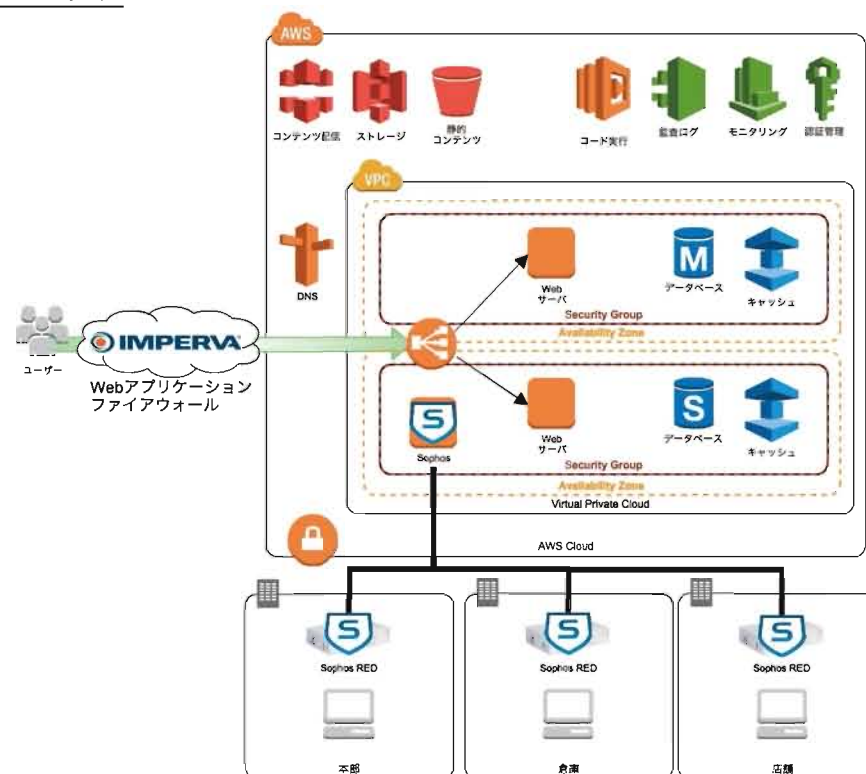 AWS
コンテンツ配信
ストレージ
静的
コンテンツ
コード実行
監査ログ
モニタリング
認証管理
VPC
DNS
Web
サーバ
M
データベース
キャッシュ
Security Group
Availability Zone
ユーザー
IMPERVA
Webアプリケーション
ファイアウォール
S
Sophos
Web
サーバ
S
データベース
キャッシュ
Security Group
Availability Zone
Virtual Private Cloud
AWS Cloud
S
Sophos RED
本部
S
Sophos RED
倉庫
S
Sophos RED
店舗